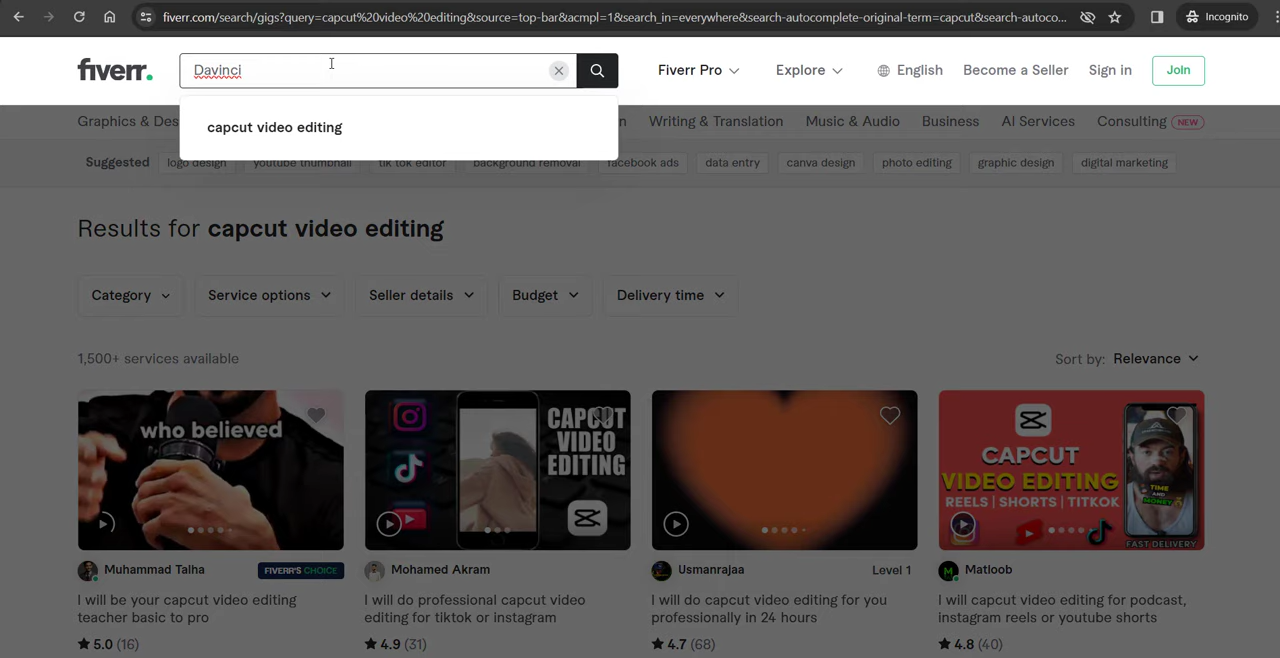 fiverr.com/search/gigs?query=capcut%20video%20editing&source=top-bar&acmpl=1&search_in=everywhere&search-autocomplete-original-term=capcut&search-autoco...
Incognito
fiverr.
Davinci
Fiverr Pro
Explore
English
Become a Seller
Sign in
Join
capcut video editing
Graphics & Des
n
Writing & Translation
Music & Audio
Business
AI Services
Consulting
NEW
Suggested
logo design
youtube thumbnail
tik tok editor
background removal
facebook ads
data entry
canva design
photo editing
graphic design
digital marketing
Results for capcut video editing
Category
Service options
Seller details
Budget
Delivery time
1,500+ services available
Sort by: Relevance
who believed
CAPCUT
VIDEO
EDITING
CAPCUT
VIDEO EDITING
REELS | SHORTS | TITKOK
TIME
AND
MONEY
FAST DELIVERY
Muhammad Talha
FIVERR'S CHOICE
I will be your capcut video editing
teacher basic to pro
5.0 (16)
Mohamed Akram
I will do professional capcut video
editing for tiktok or instagram
4.9 (31)
Usmanrajaa
Level 1
I will do capcut video editing for you
professionally in 24 hours
4.7 (68)
M
Matloob
I will capcut video editing for podcast,
instagram reels or youtube shorts
4.8 (40)